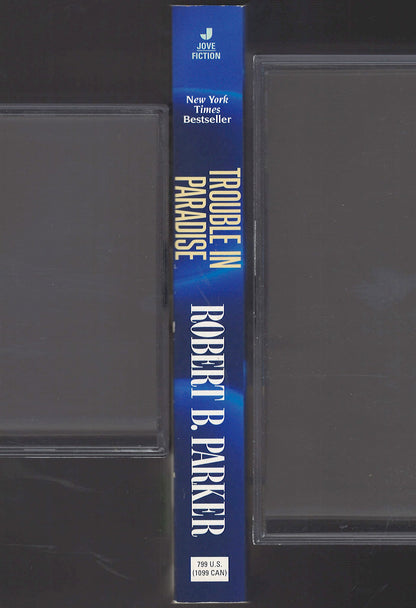 JOVE
FICTION
New York
Times
Bestseller
TROUBLE IN
PARADISE
ROBERT B. PARKER
799 U.S.
(1099 CAN)